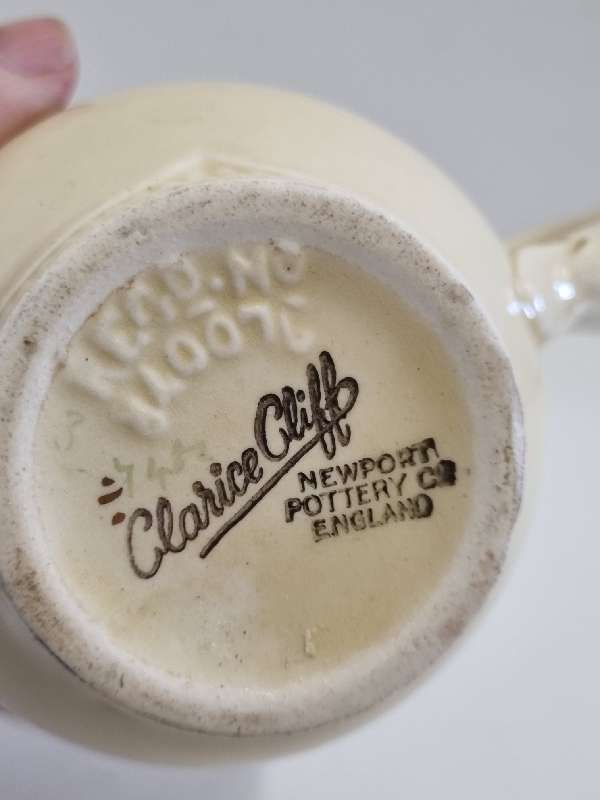 REGD. NO
Clarice Cliff
NEWPORT
POTTERY CO
ENGLAND